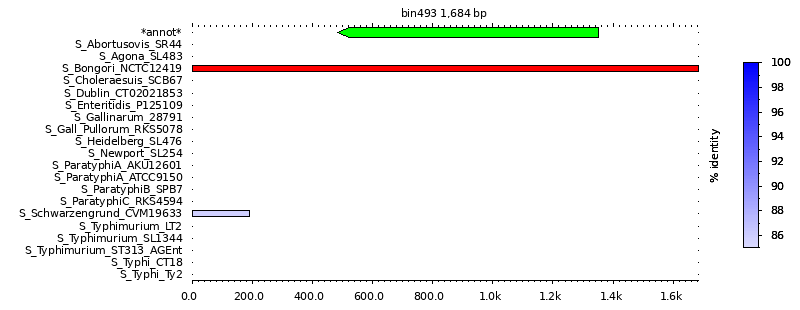 bin493 1,684 bp
*annot*
S_Abortusovis_SR44
S_Agona_SL483
S_Bongori_NCTC12419
S_Choleraesuis_SCB67
S_Dublin_CT02021853
S_Enteritidis_P125109
S_Gallinarum_28791
S_Gall_Pullorum_RKS5078
S_Heidelberg_SL476
S_Newport_SL254
S_ParatyphiA_AKU12601
S_ParatyphiA_ATCC9150
S_ParatyphiB_SPB7
S_ParatyphiC_RKS4594
S_Schwarzengrund_CVM19633
S_Typhimurium_LT2
S_Typhimurium_SL1344
S_Typhimurium_ST313_AGEnt
S_Typhi_CT18
S_Typhi_Ty2
0.0 200.0 400.0 600.0 800.0 1.0k 1.2k 1.4k 1.6k
100
98
96
94
92
90
88
86
% identity